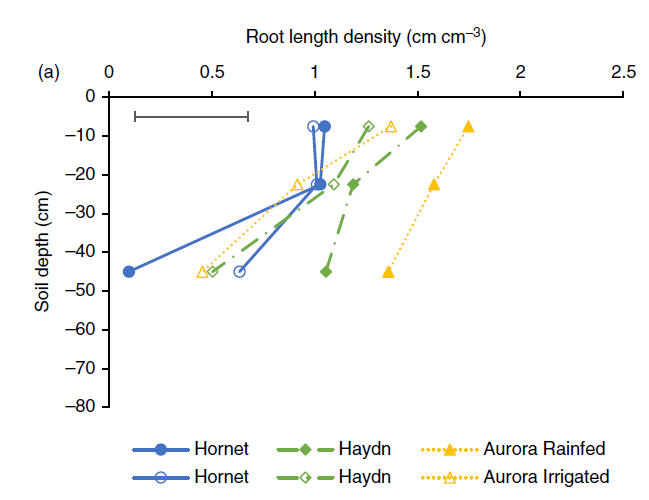 Root length density (cm cm–3)
(a) 0 0.5 1 1.5 2 2.5
0
–10
–20
–30
–40
–50
–60
–70
–80
Soil depth (cm)
Hornet Haydn Aurora Rainfed
Hornet Haydn Aurora Irrigated